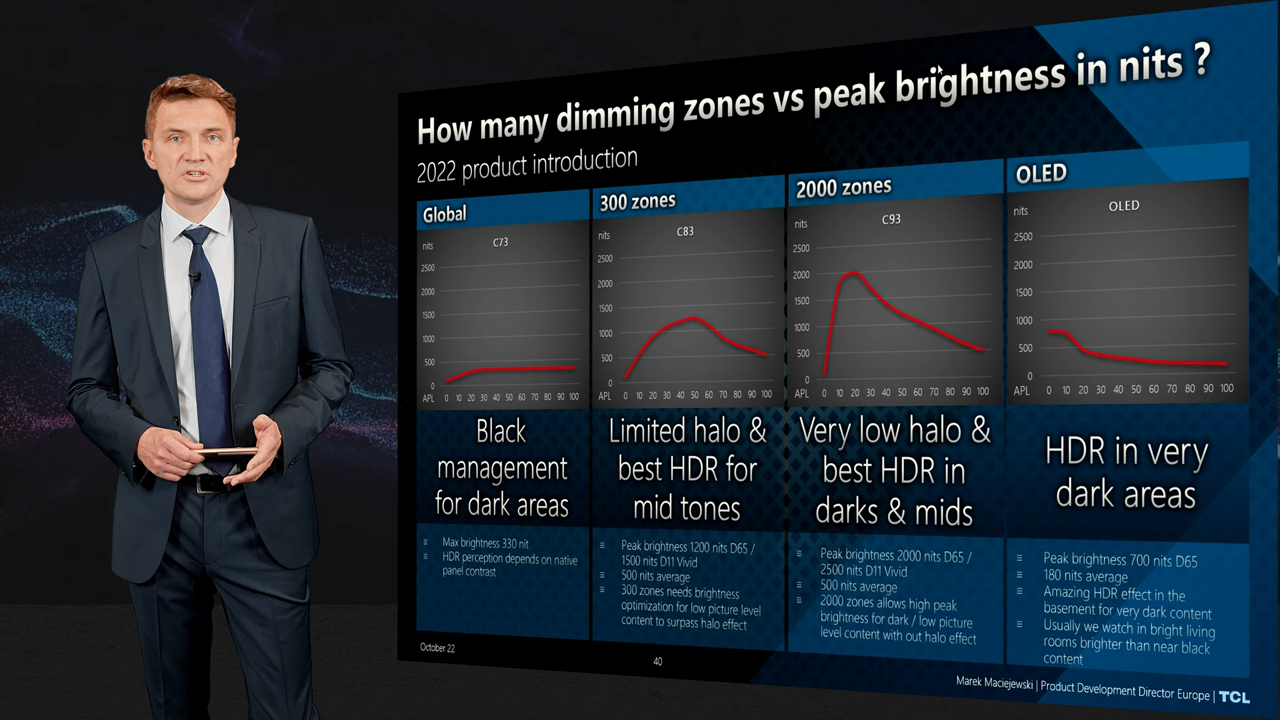 How many dimming zones vs peak brightness in nits ?
2022 product introduction
Global
nits
C73
2500
2000
1500
1000
500
0
APL 0 10 20 30 40 50 60 70 80 90 100
Black
management
for dark areas
Max brightness 330 nit
HDR perception depends on native
panel contrast
300 zones
nits
C83
2500
2000
1500
1000
500
0
APL 0 10 20 30 40 50 60 70 80 90 100
Limited halo &
best HDR for
mid tones
Peak brightness 1200 nits D65 /
1500 nits D11 Vivid
500 nits average
300 zones needs brightness
optimization for low picture level
content to surpass halo effect
2000 zones
nits
C93
2500
2000
1500
1000
500
0
APL 0 10 20 30 40 50 60 70 80 90 100
Very low halo &
best HDR in
darks & mids
Peak brightness 2000 nits D65 /
2500 nits D11 Vivid
500 nits average
2000 zones allows high peak
brightness for dark / low picture
level content with out halo effect
OLED
nits
OLED
2500
2000
1500
1000
500
0
APL 0 10 20 30 40 50 60 70 80 90 100
HDR in very
dark areas
Peak brightness 700 nits D65
180 nits average
Amazing HDR effect in the
basement for very dark content
Usually we watch in bright living
rooms brighter than near black
content
October 22
40
Marek Maciejewski | Product Development Director Europe | TCL